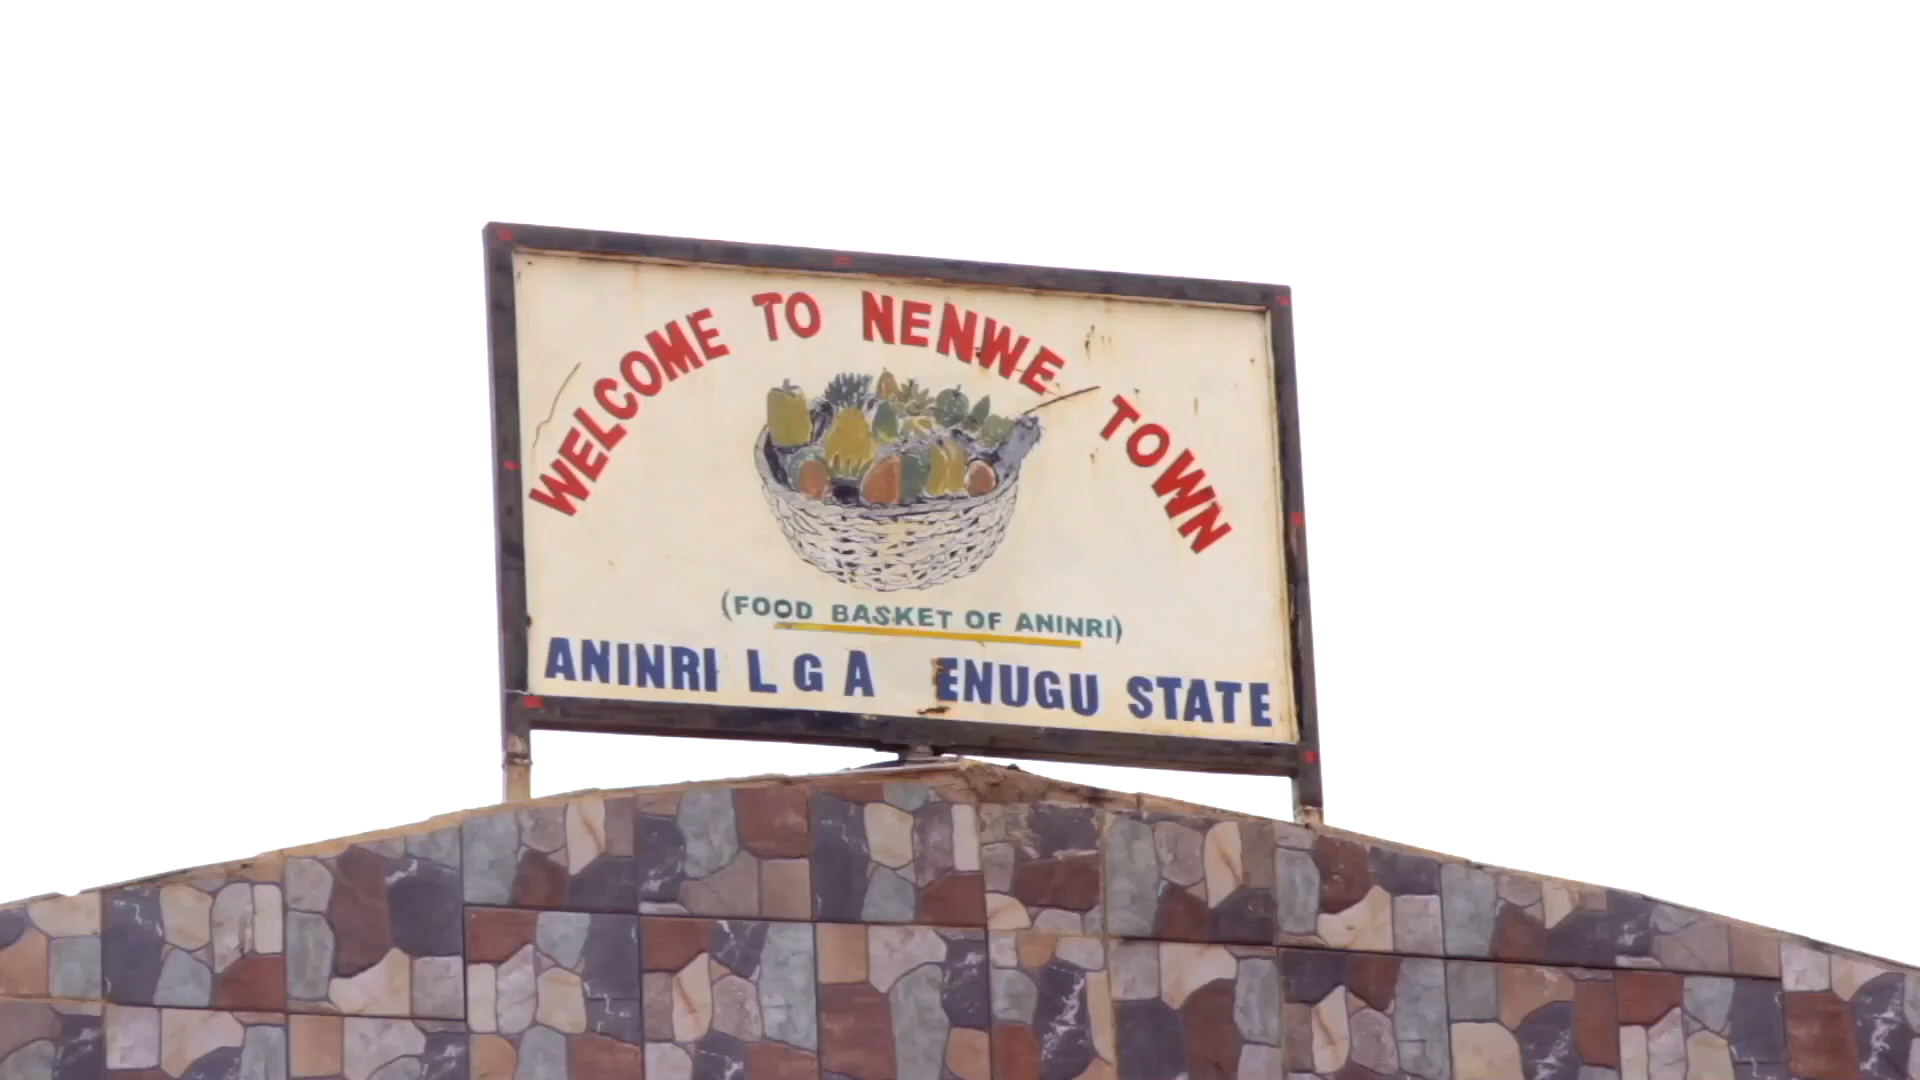 WELCOME TO NENWE TOWN
(FOOD BASKET OF ANINRI)
ANINRI L G A ENUGU STATE